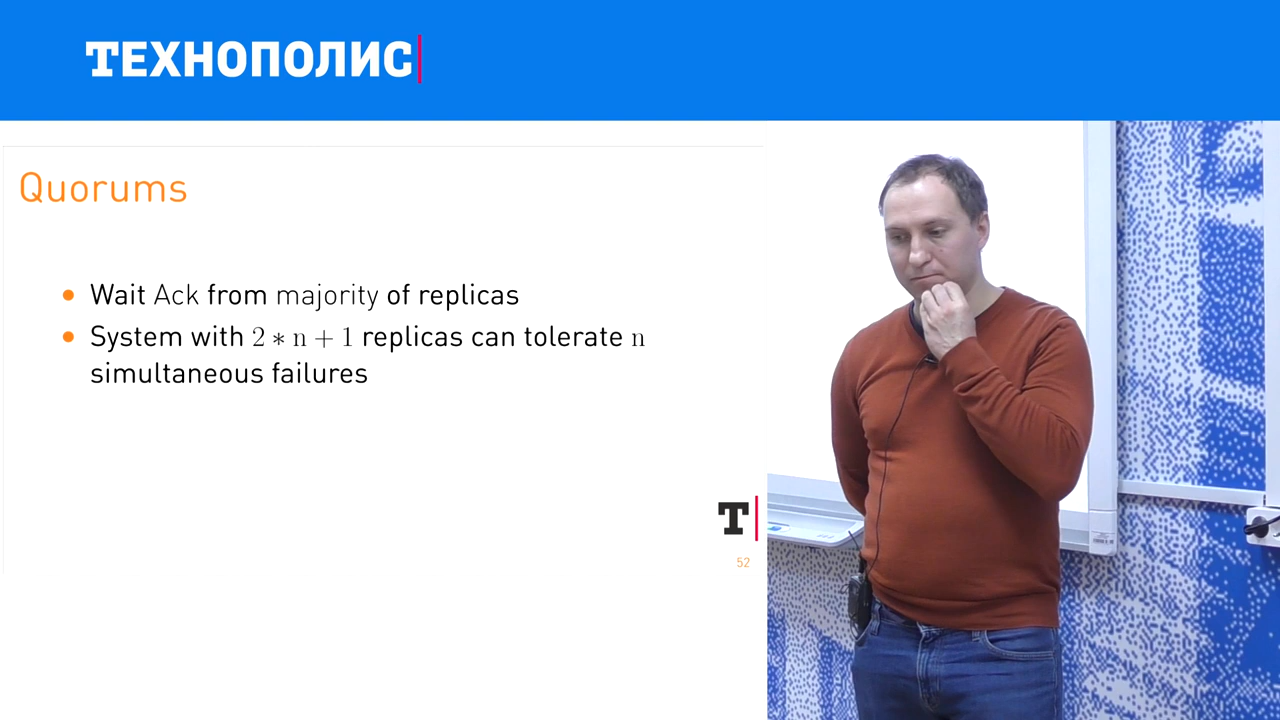 ТЕХНОПОЛИС
Quorums
Wait Ack from majority of replicas
System with 2 * n + 1 replicas can tolerate n
simultaneous failures
Т
52